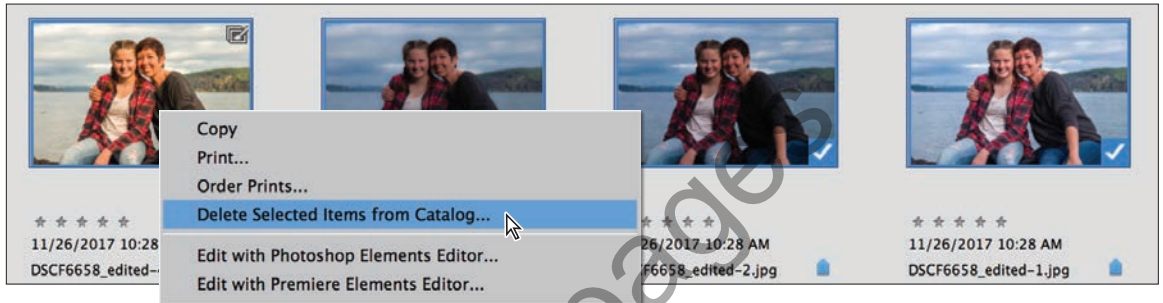 Copy
Print...
Order Prints...
Delete Selected Items from Catalog...
Edit with Photoshop Elements Editor...
Edit with Premiere Elements Editor...
11/26/2017 10:28
26/2017 10:28 AM
11/26/2017 10:28 AM
DSCF6658_edited-
F6658_edited-2.jpg
DSCF6658_edited-1.jpg
pages